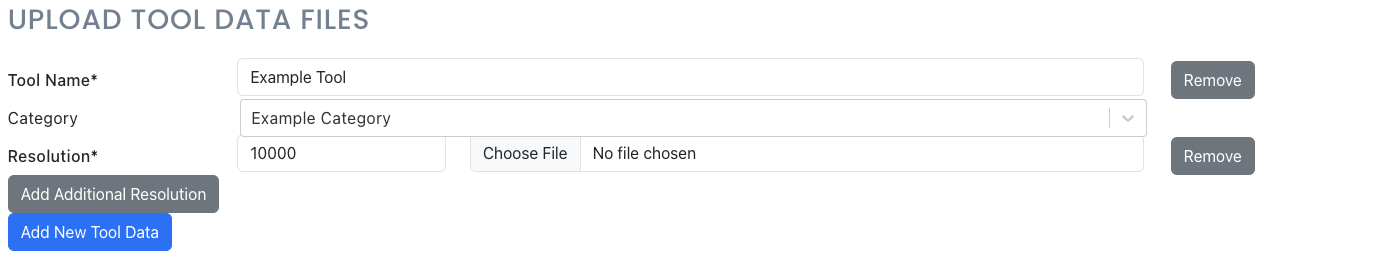 UPLOAD TOOL DATA FILES
Tool Name* Example Tool Remove
Category Example Category
Resolution* 10000 Choose File No file chosen Remove
Add Additional Resolution
Add New Tool Data